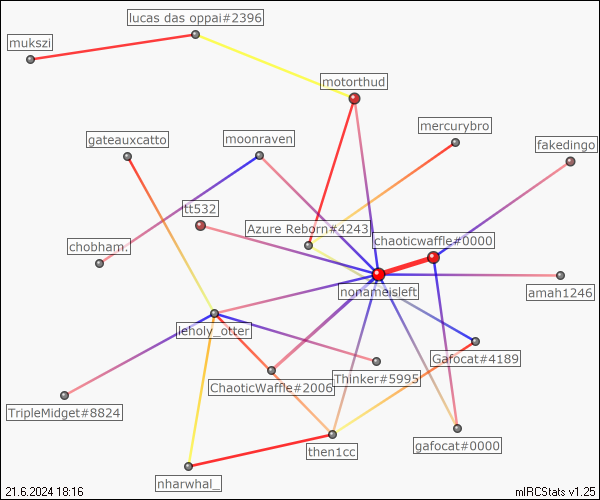 lucas das oppai#2396
mukszi
motorthud
mercurybro
gateauxcatto
moonraven
fakedingo
tt532
Azure Reborn#4243
chaoticwaffle#0000
chobham.
nonameisleft
amah1246
leholy_otter
Gafocat#4189
Thinker#5995
ChaoticWaffle#2006
TripleMidget#8824
gafocat#0000
then1cc
nharwhal_
21.6.2024 18:16
mIRCStats v1.25